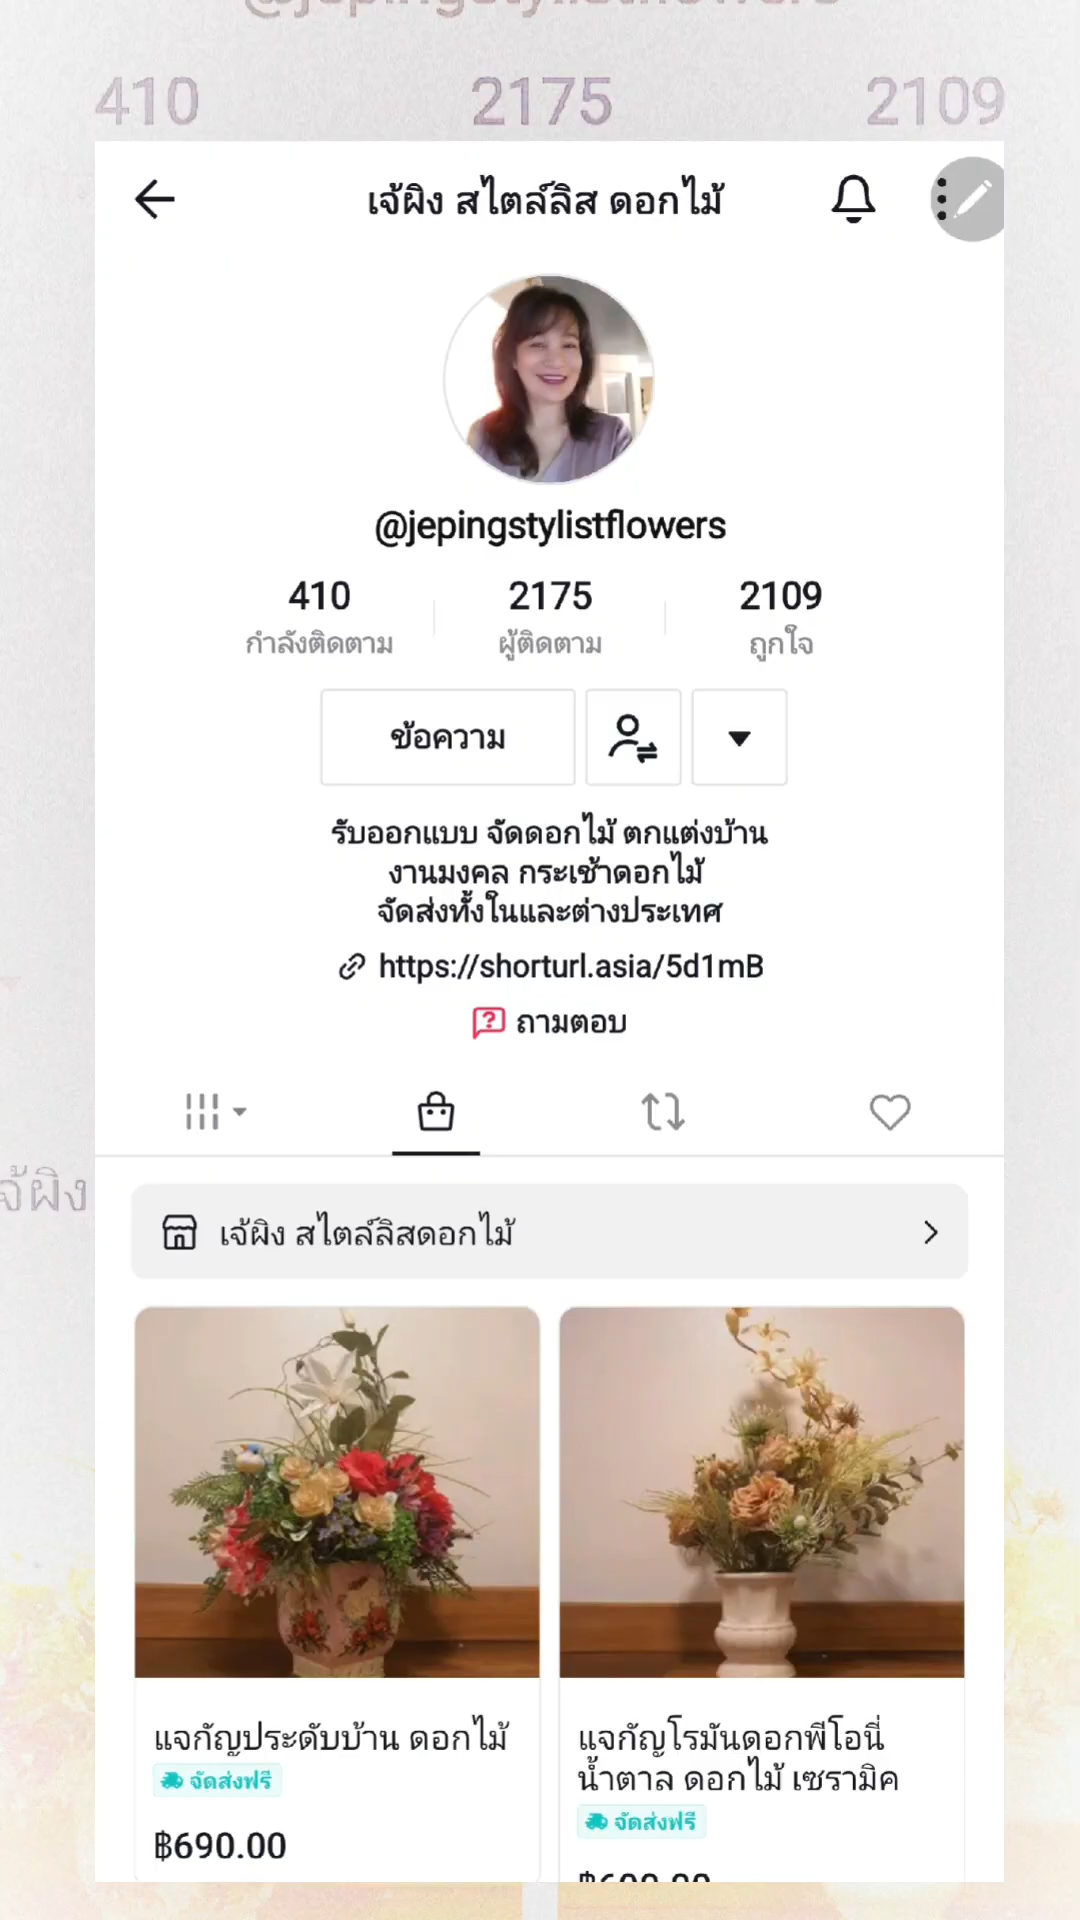 @jepingstylistflowers
410 2175 2109
เจ้ผิง สไตล์ลิส ดอกไม้
@jepingstylistflowers
410 2175 2109
กำลังติดตาม ผู้ติดตาม ถูกใจ
ข้อความ
รับออกแบบ จัดดอกไม้ ตกแต่งบ้าน
งานมงคล กระเช้าดอกไม้
จัดส่งทั้งในและต่างประเทศ
https://shorturl.asia/5d1mB
ถามตอบ
จ้ผิง
เจ้ผิง สไตล์ลิสดอกไม้
แจกัญประดับบ้าน ดอกไม้
จัดส่งฟรี
฿690.00
แจกัญโรมันดอกพีโอนี่
น้ำตาล ดอกไม้ เซรามิค
จัดส่งฟรี